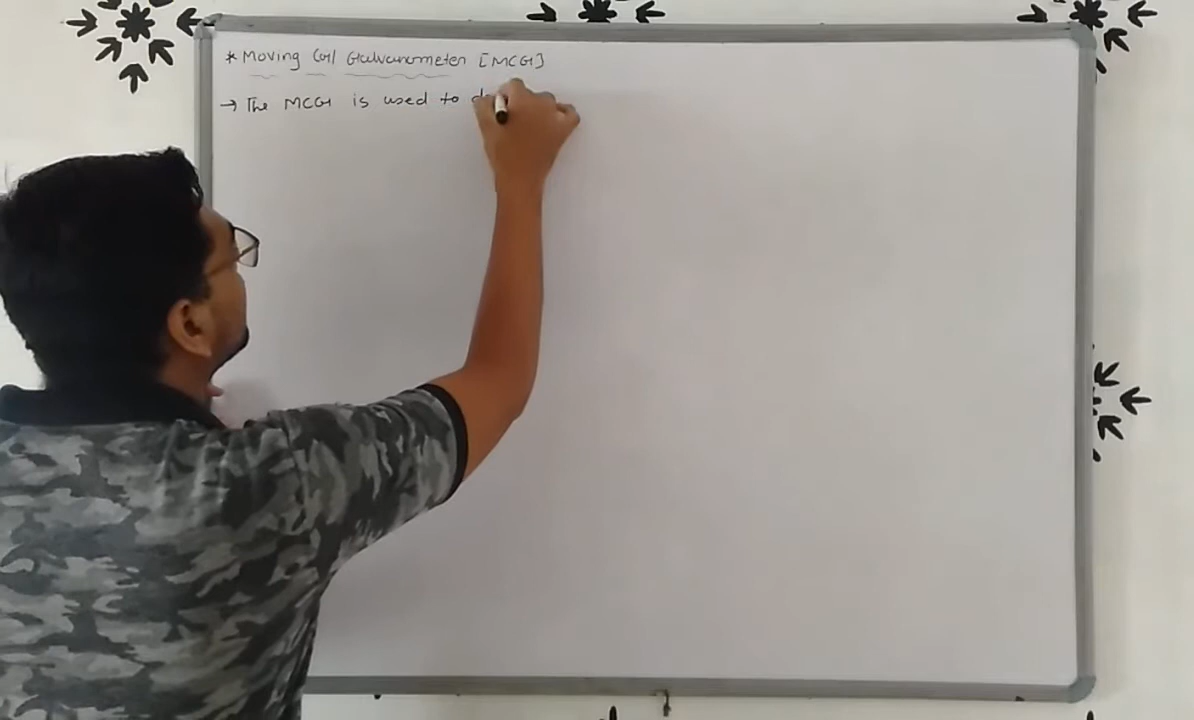 * Moving Coil Galvanometer [MCG]
→ The MCG is used to